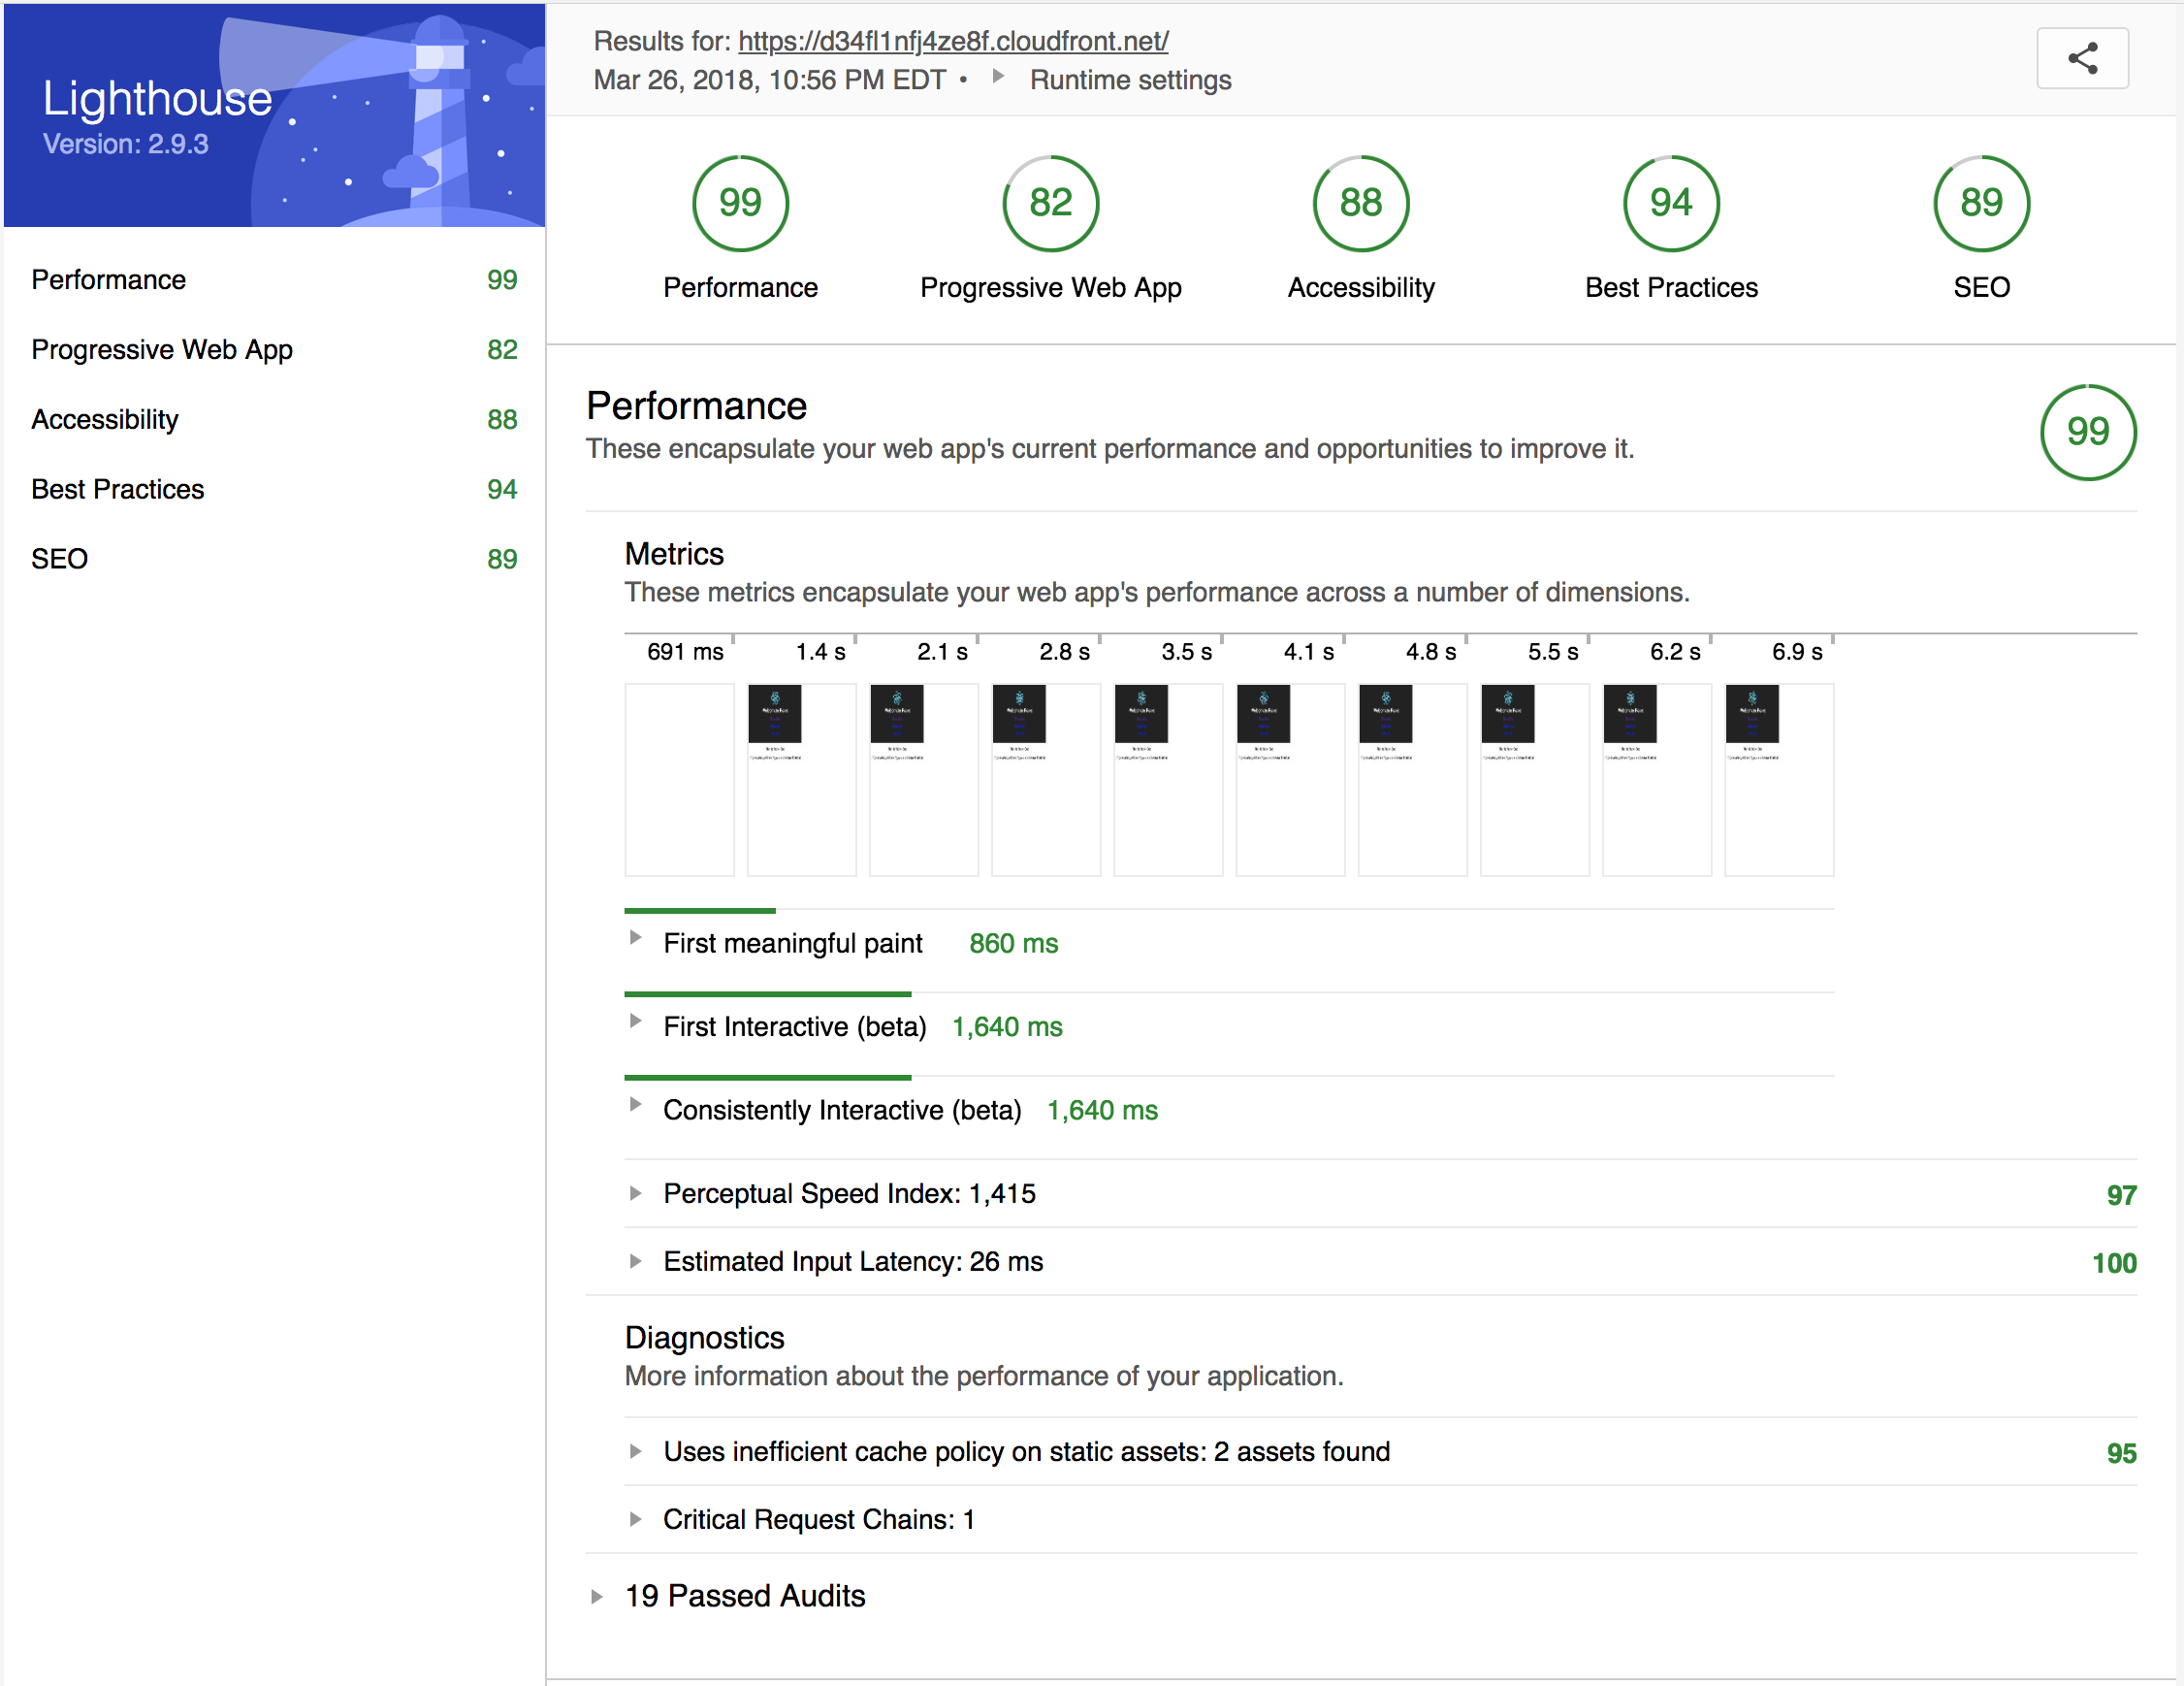 Lighthouse
Version: 2.9.3
Performance 99
Progressive Web App 82
Accessibility 88
Best Practices 94
SEO 89
Results for: https://d34fl1nfj4ze8f.cloudfront.net/
Mar 26, 2018, 10:56 PM EDT • Runtime settings
99 82 88 94 89
Performance Progressive Web App Accessibility Best Practices SEO
Performance
These encapsulate your web app's current performance and opportunities to improve it.
99
Metrics
These metrics encapsulate your web app's performance across a number of dimensions.
691 ms 1.4 s 2.1 s 2.8 s 3.5 s 4.1 s 4.8 s 5.5 s 6.2 s 6.9 s
First meaningful paint 860 ms
First Interactive (beta) 1,640 ms
Consistently Interactive (beta) 1,640 ms
Perceptual Speed Index: 1,415 97
Estimated Input Latency: 26 ms 100
Diagnostics
More information about the performance of your application.
Uses inefficient cache policy on static assets: 2 assets found 95
Critical Request Chains: 1
19 Passed Audits